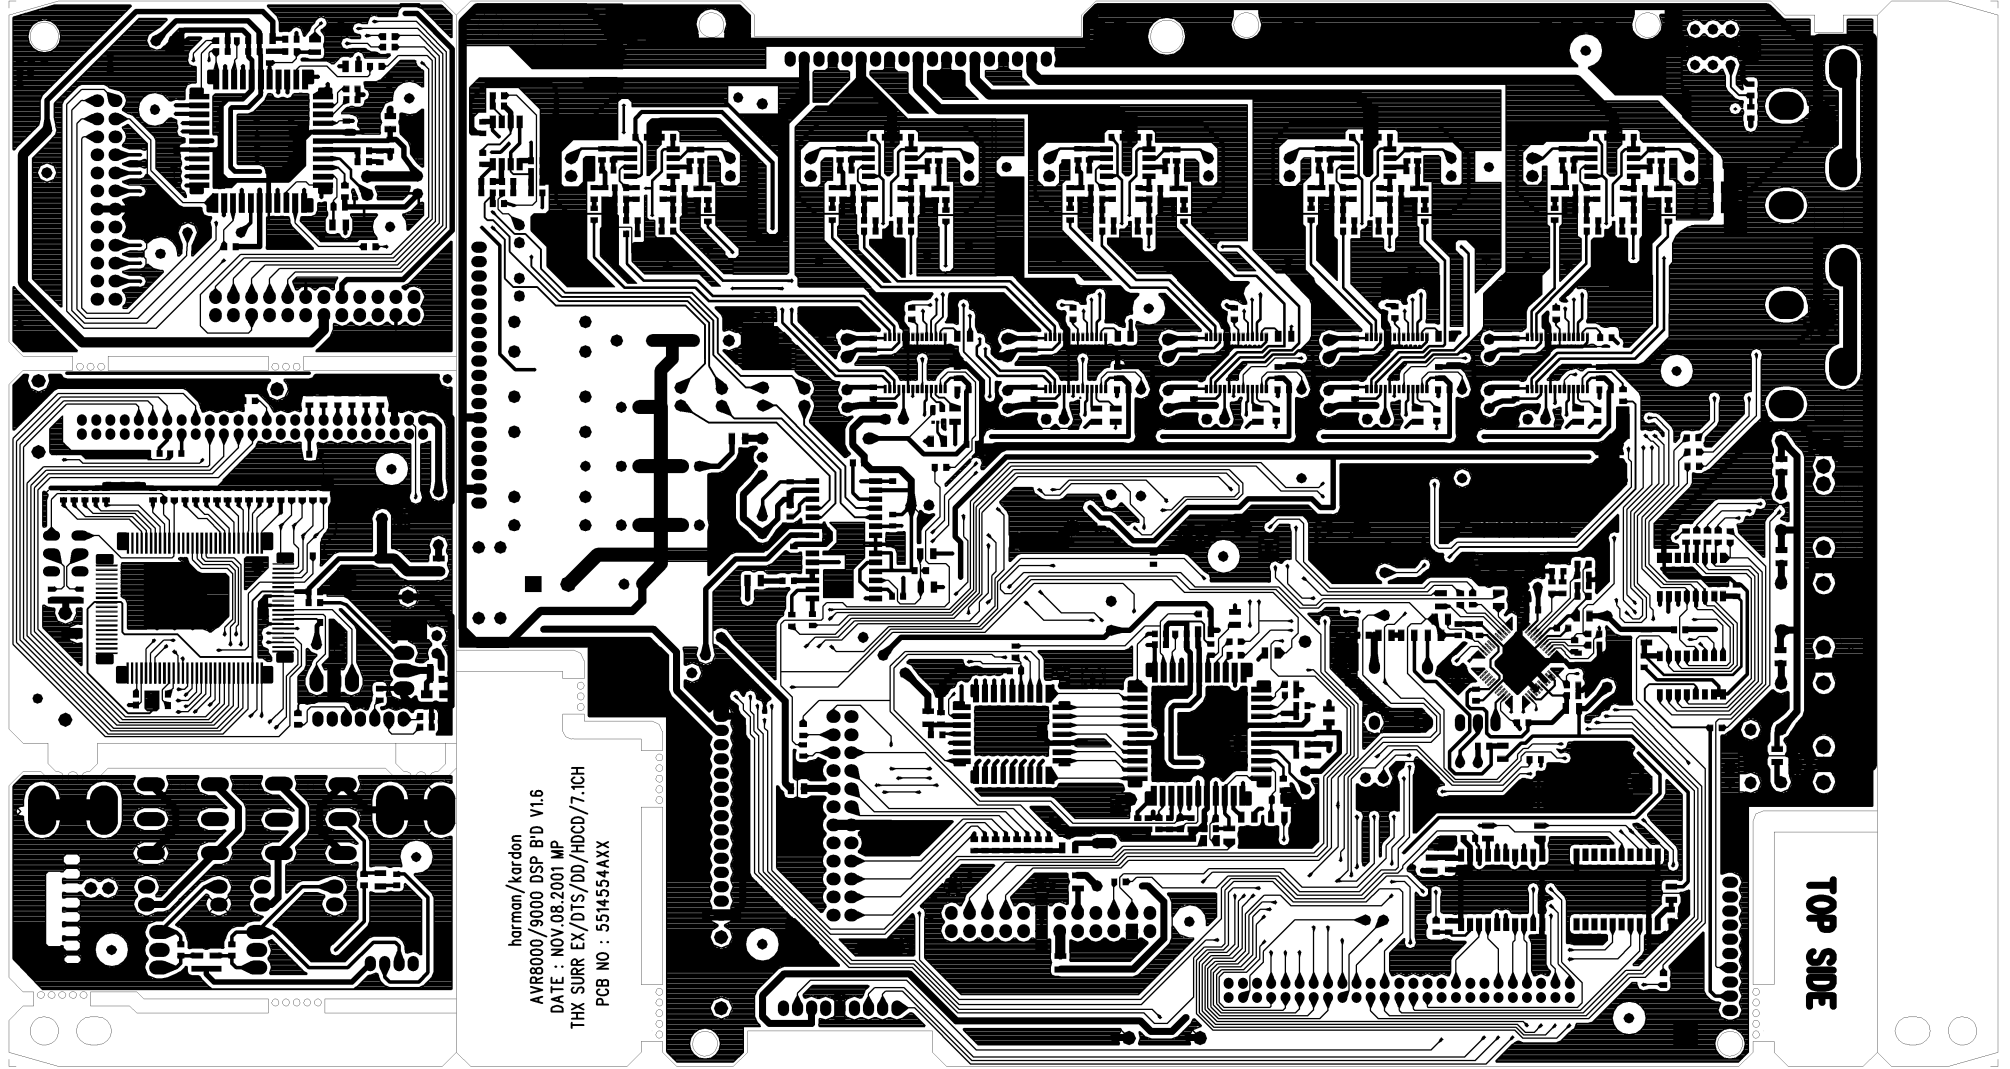 harman/kardon
AVR8000/9000 DSP B'D V1.6
DATE : NOV.08.2001 MP
THX SURR EX/DTS/DD/HDCD/7.1CH
PCB NO : 5514554AXX
TOP SIDE